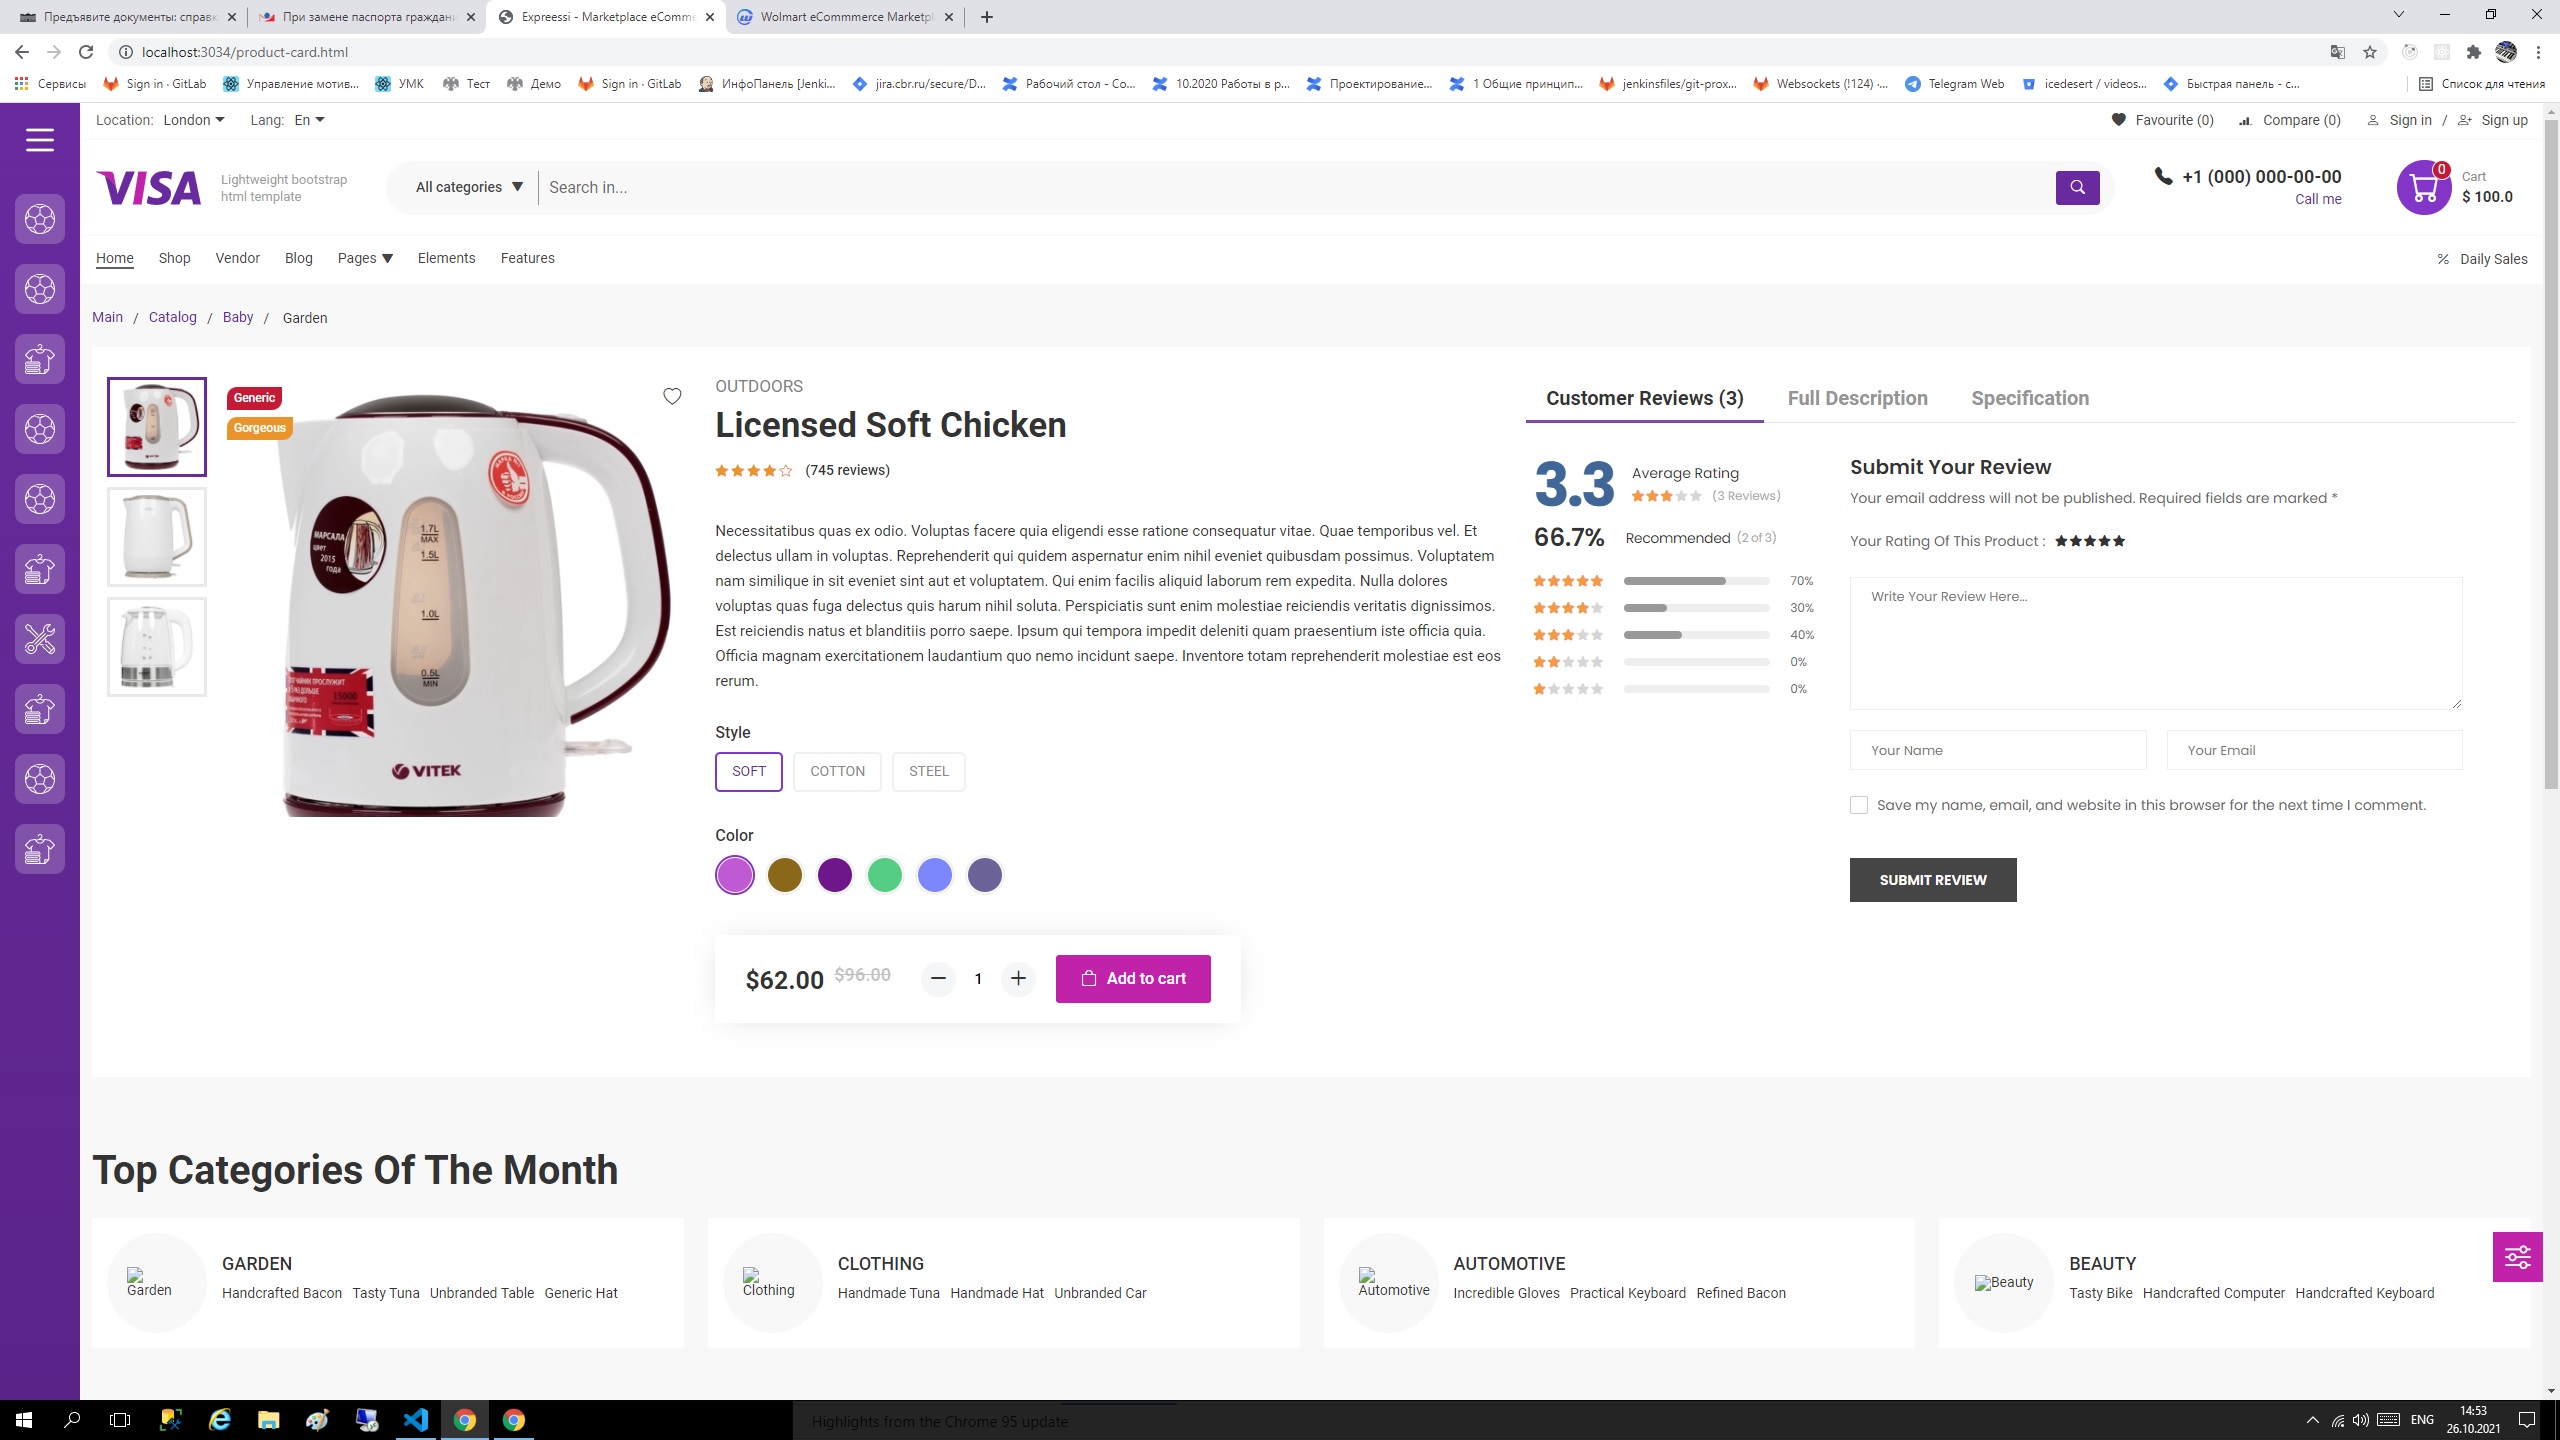 Предъявите документы: справк
При замене паспорта граждани
Expreessi - Marketplace eComme
Wolmart eCommmerce Marketpl
localhost:3034/product-card.html
Сервисы
Sign in · GitLab
Управление мотив...
УМК
Тест
Демо
Sign in · GitLab
ИнфоПанель [Jenki...
jira.cbr.ru/secure/D...
Рабочий стол - Co...
10.2020 Работы в р...
Проектирование...
1 Общие принцип...
jenkinsfiles/git-prox...
Websockets (!124) ·...
Telegram Web
icedesert / videos...
Быстрая панель - с...
Список для чтения
Location: London
Lang: En
Favourite (0)
Compare (0)
Sign in / Sign up
VISA
Lightweight bootstrap
html template
All categories
Search in...
+1 (000) 000-00-00
Call me
0
Cart
$ 100.0
Home
Shop
Vendor
Blog
Pages
Elements
Features
Daily Sales
Main / Catalog / Baby / Garden
Generic
Gorgeous
МАРСАЛА
цвет
2015
года
1.7L
MAX
1.5L
1.0L
0.5L
MIN
15000
VITEK
OUTDOORS
Licensed Soft Chicken
(745 reviews)
Necessitatibus quas ex odio. Voluptas facere quia eligendi esse ratione consequatur vitae. Quae temporibus vel. Et
delectus ullam in voluptas. Reprehenderit qui quidem aspernatur enim nihil eveniet quibusdam possimus. Voluptatem
nam similique in sit eveniet sint aut et voluptatem. Qui enim facilis aliquid laborum rem expedita. Nulla dolores
voluptas quas fuga delectus quis harum nihil soluta. Perspiciatis sunt enim molestiae reiciendis veritatis dignissimos.
Est reiciendis natus et blanditiis porro saepe. Ipsum qui tempora impedit deleniti quam praesentium iste officia quia.
Officia magnam exercitationem laudantium quo nemo incidunt saepe. Inventore totam reprehenderit molestiae est eos
rerum.
Style
SOFT
COTTON
STEEL
Color
$62.00
$96.00
1
Add to cart
Customer Reviews (3)
Full Description
Specification
3.3
Average Rating
(3 Reviews)
66.7%
Recommended (2 of 3)
70%
30%
40%
0%
0%
Submit Your Review
Your email address will not be published. Required fields are marked *
Your Rating Of This Product :
Write Your Review Here...
Your Name
Your Email
Save my name, email, and website in this browser for the next time I comment.
SUBMIT REVIEW
Top Categories Of The Month
Garden
GARDEN
Handcrafted Bacon Tasty Tuna Unbranded Table Generic Hat
Clothing
CLOTHING
Handmade Tuna Handmade Hat Unbranded Car
Automotive
AUTOMOTIVE
Incredible Gloves Practical Keyboard Refined Bacon
Beauty
BEAUTY
Tasty Bike Handcrafted Computer Handcrafted Keyboard
Highlights from the Chrome 95 update
ENG
14:53
26.10.2021